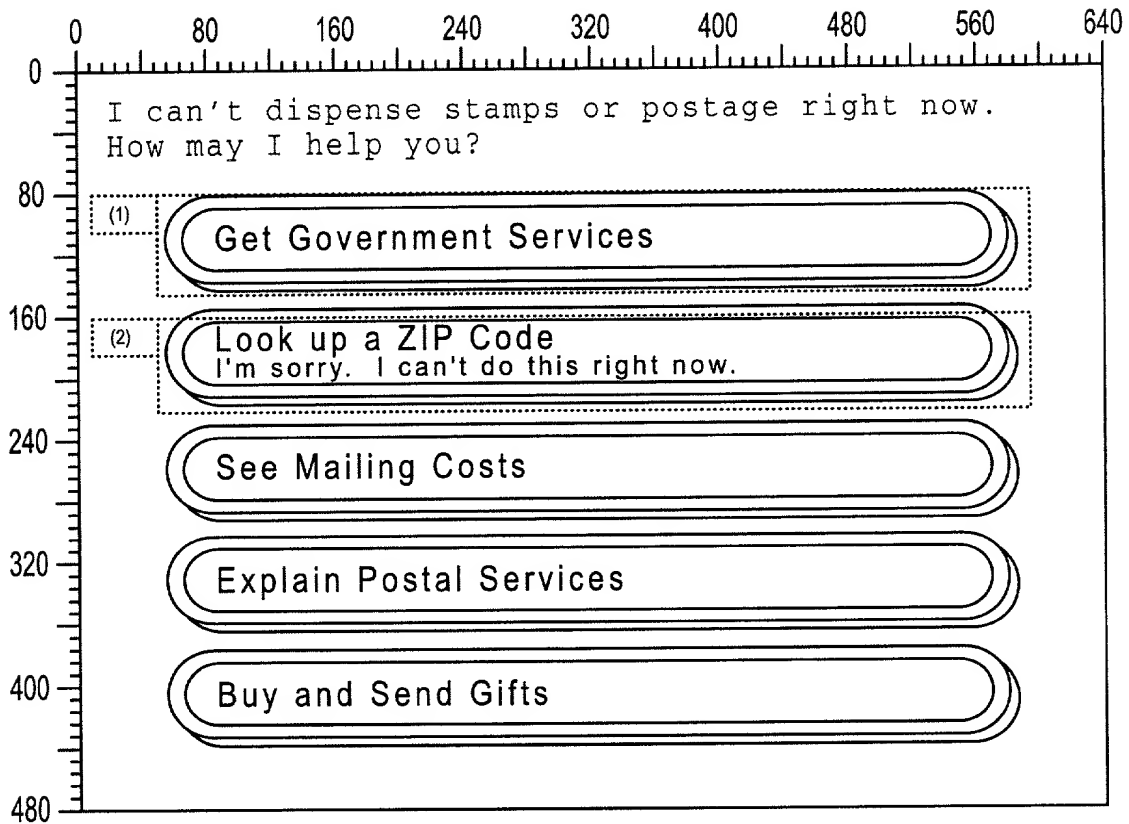 0 80 160 240 320 400 480 560 640
0
I can't dispense stamps or postage right now.
How may I help you?
80
(1)
Get Government Services
160
(2)
Look up a ZIP Code
I'm sorry. I can't do this right now.
240
See Mailing Costs
320
Explain Postal Services
400
Buy and Send Gifts
480